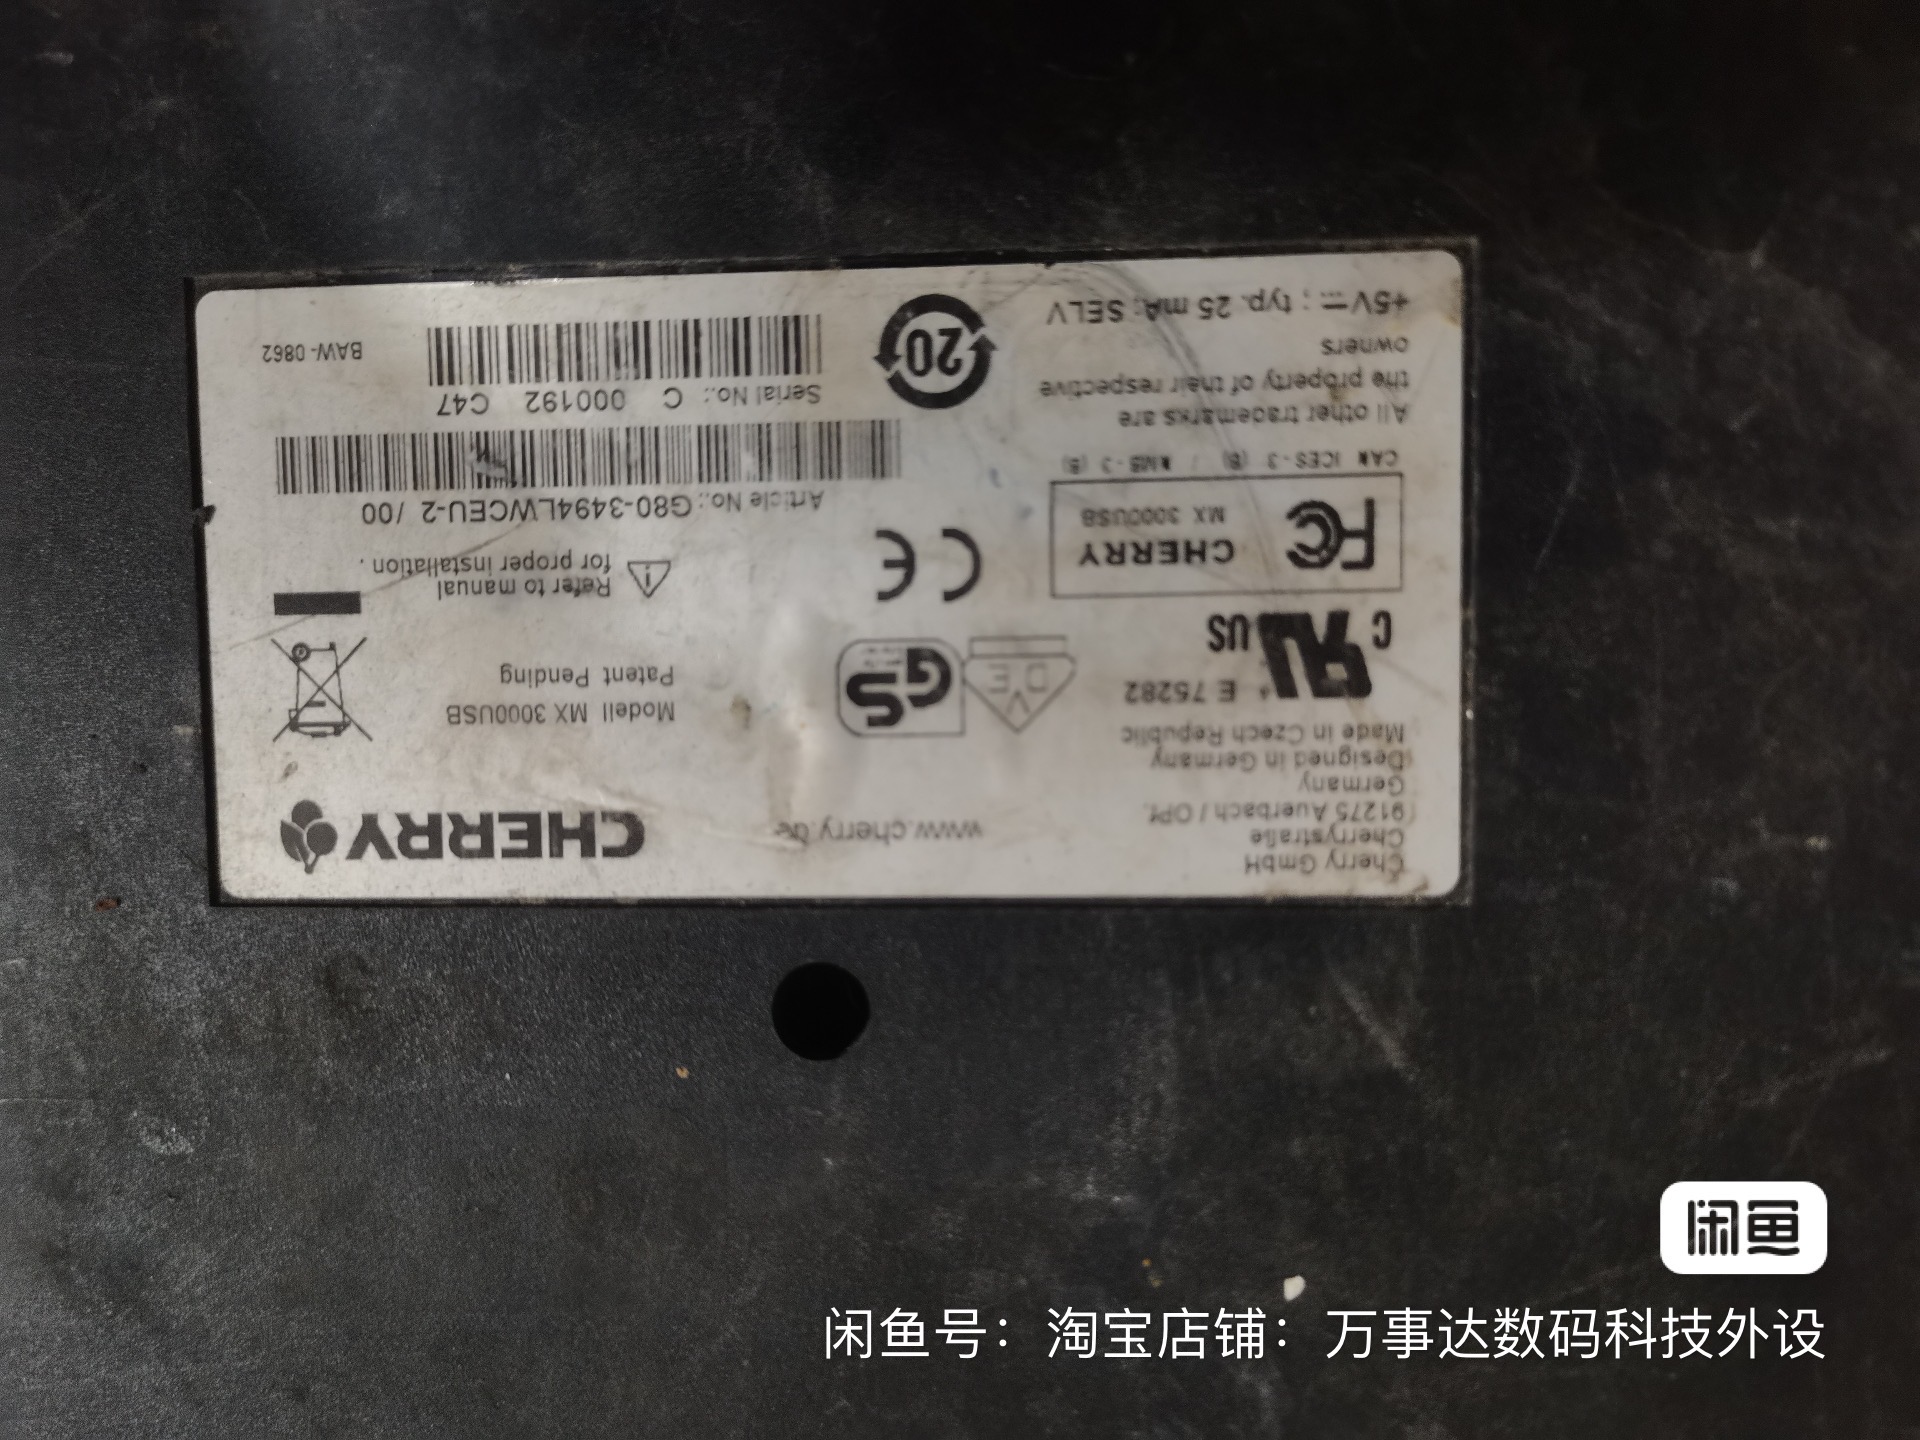 Cherry GmbH
Cherrystraße
91275 Auerbach / OPf.
Germany
Designed in Germany
Made in Czech Republic
E 75282
C UR US
FC CHERRY
MX 3000USB
CAN ICES-3 (B) / NMB-3 (B)
All other trademarks are
the property of their respective
owners
+5V ⎓ ; typ. 25 mA; SELV
www.cherry.de
VDE
GS
CE
20
CHERRY
Modell MX 3000USB
Patent Pending
Refer to manual
for proper installation.
Article No.: G80-3494LWCEU-2 /00
Serial No.: C 000192 C47
BAW-0862
闲鱼
闲鱼号：淘宝店铺：万事达数码科技外设